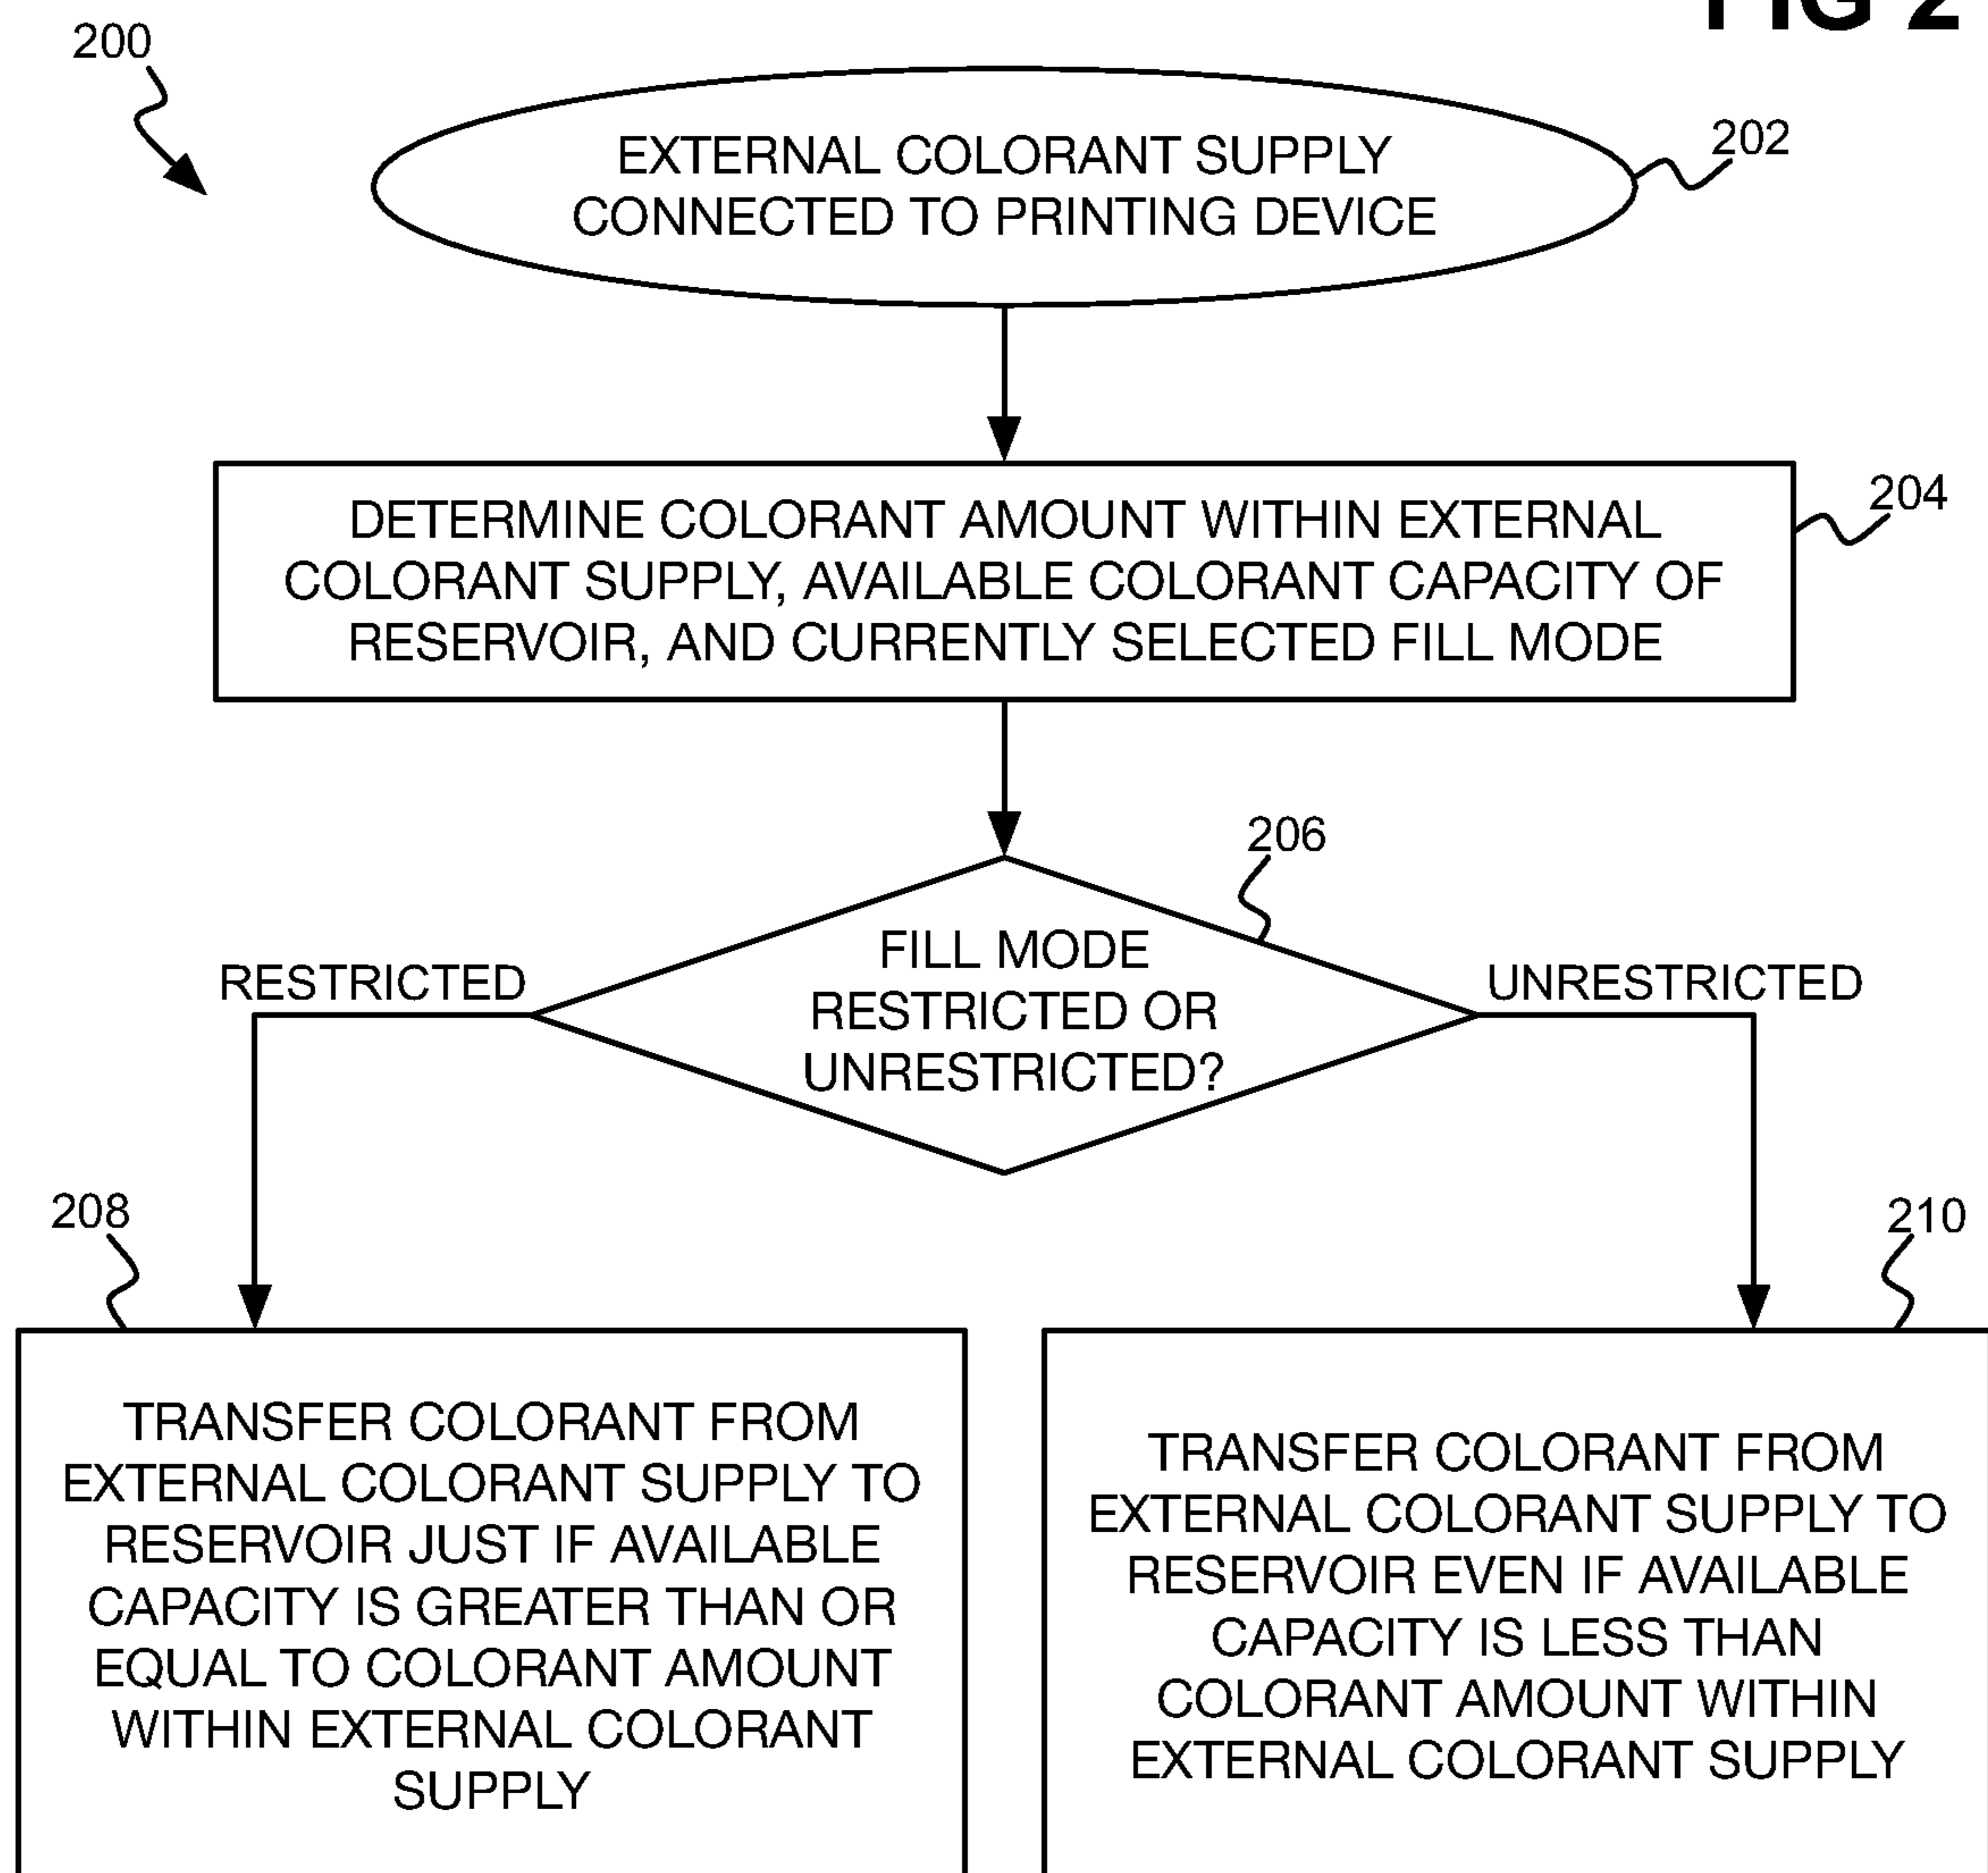 FIG 2
200
EXTERNAL COLORANT SUPPLY
CONNECTED TO PRINTING DEVICE
202
DETERMINE COLORANT AMOUNT WITHIN EXTERNAL
COLORANT SUPPLY, AVAILABLE COLORANT CAPACITY OF
RESERVOIR, AND CURRENTLY SELECTED FILL MODE
204
206
FILL MODE
RESTRICTED OR
UNRESTRICTED?
RESTRICTED
UNRESTRICTED
208
TRANSFER COLORANT FROM
EXTERNAL COLORANT SUPPLY TO
RESERVOIR JUST IF AVAILABLE
CAPACITY IS GREATER THAN OR
EQUAL TO COLORANT AMOUNT
WITHIN EXTERNAL COLORANT
SUPPLY
210
TRANSFER COLORANT FROM
EXTERNAL COLORANT SUPPLY TO
RESERVOIR EVEN IF AVAILABLE
CAPACITY IS LESS THAN
COLORANT AMOUNT WITHIN
EXTERNAL COLORANT SUPPLY